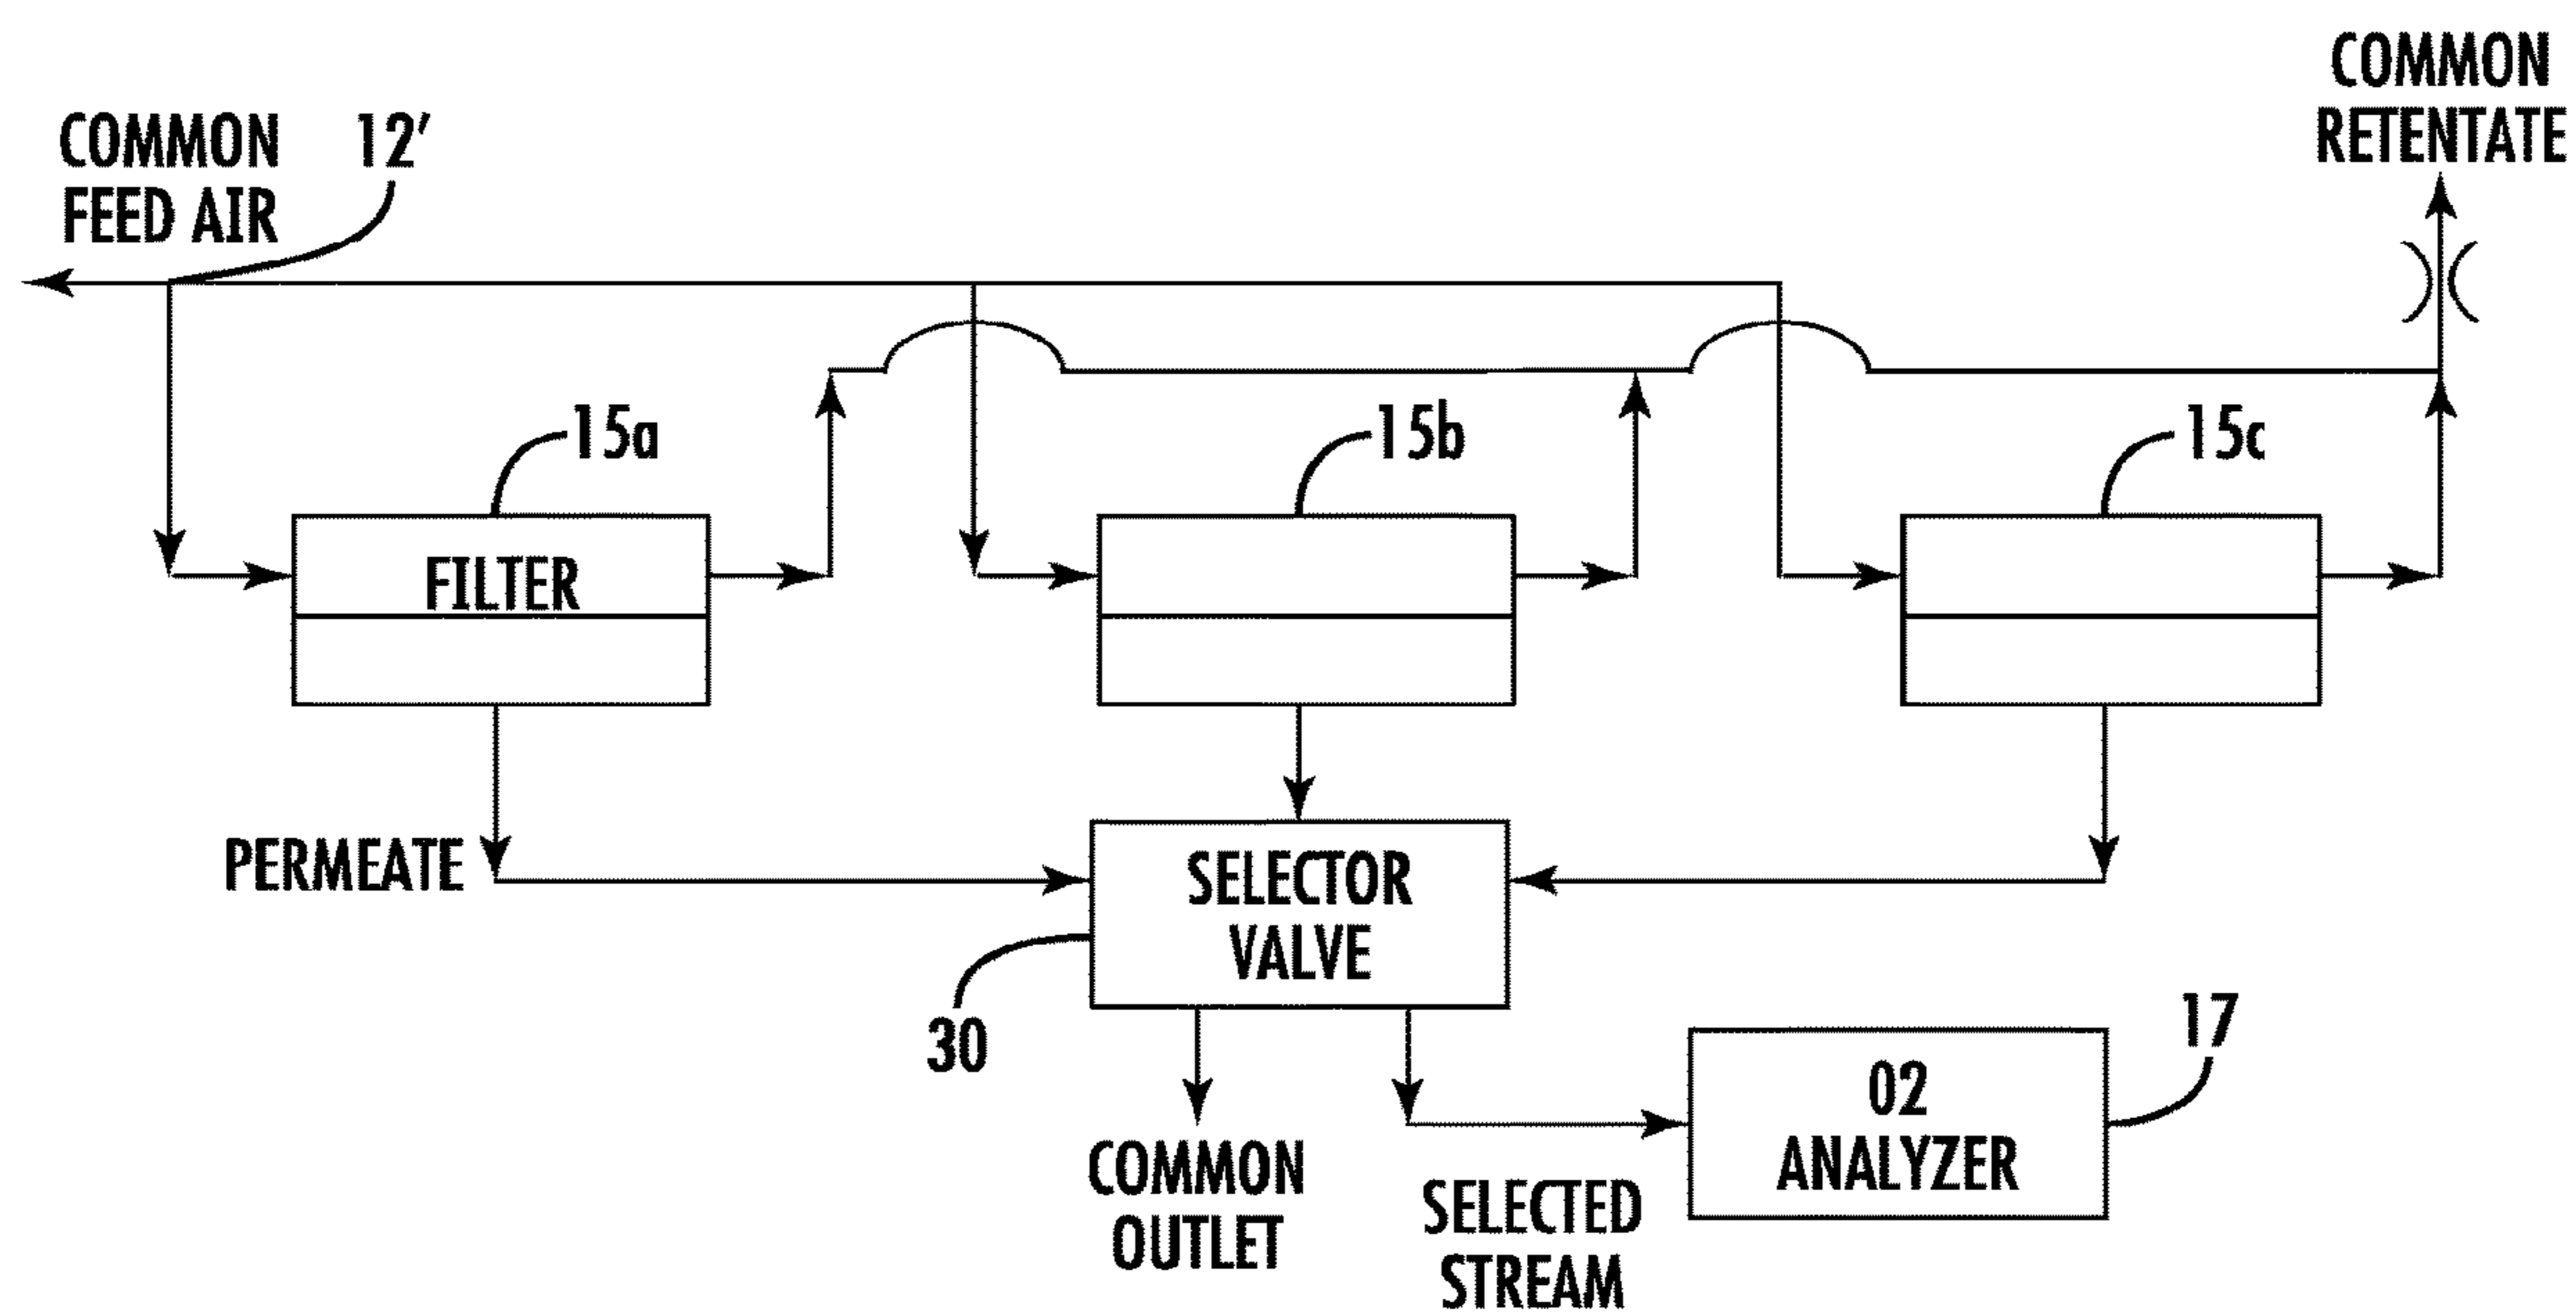 COMMON
RETENTATE
COMMON
FEED AIR
12'
15a
15b
15c
FILTER
PERMEATE
SELECTOR
VALVE
30
17
02
ANALYZER
COMMON
OUTLET
SELECTED
STREAM